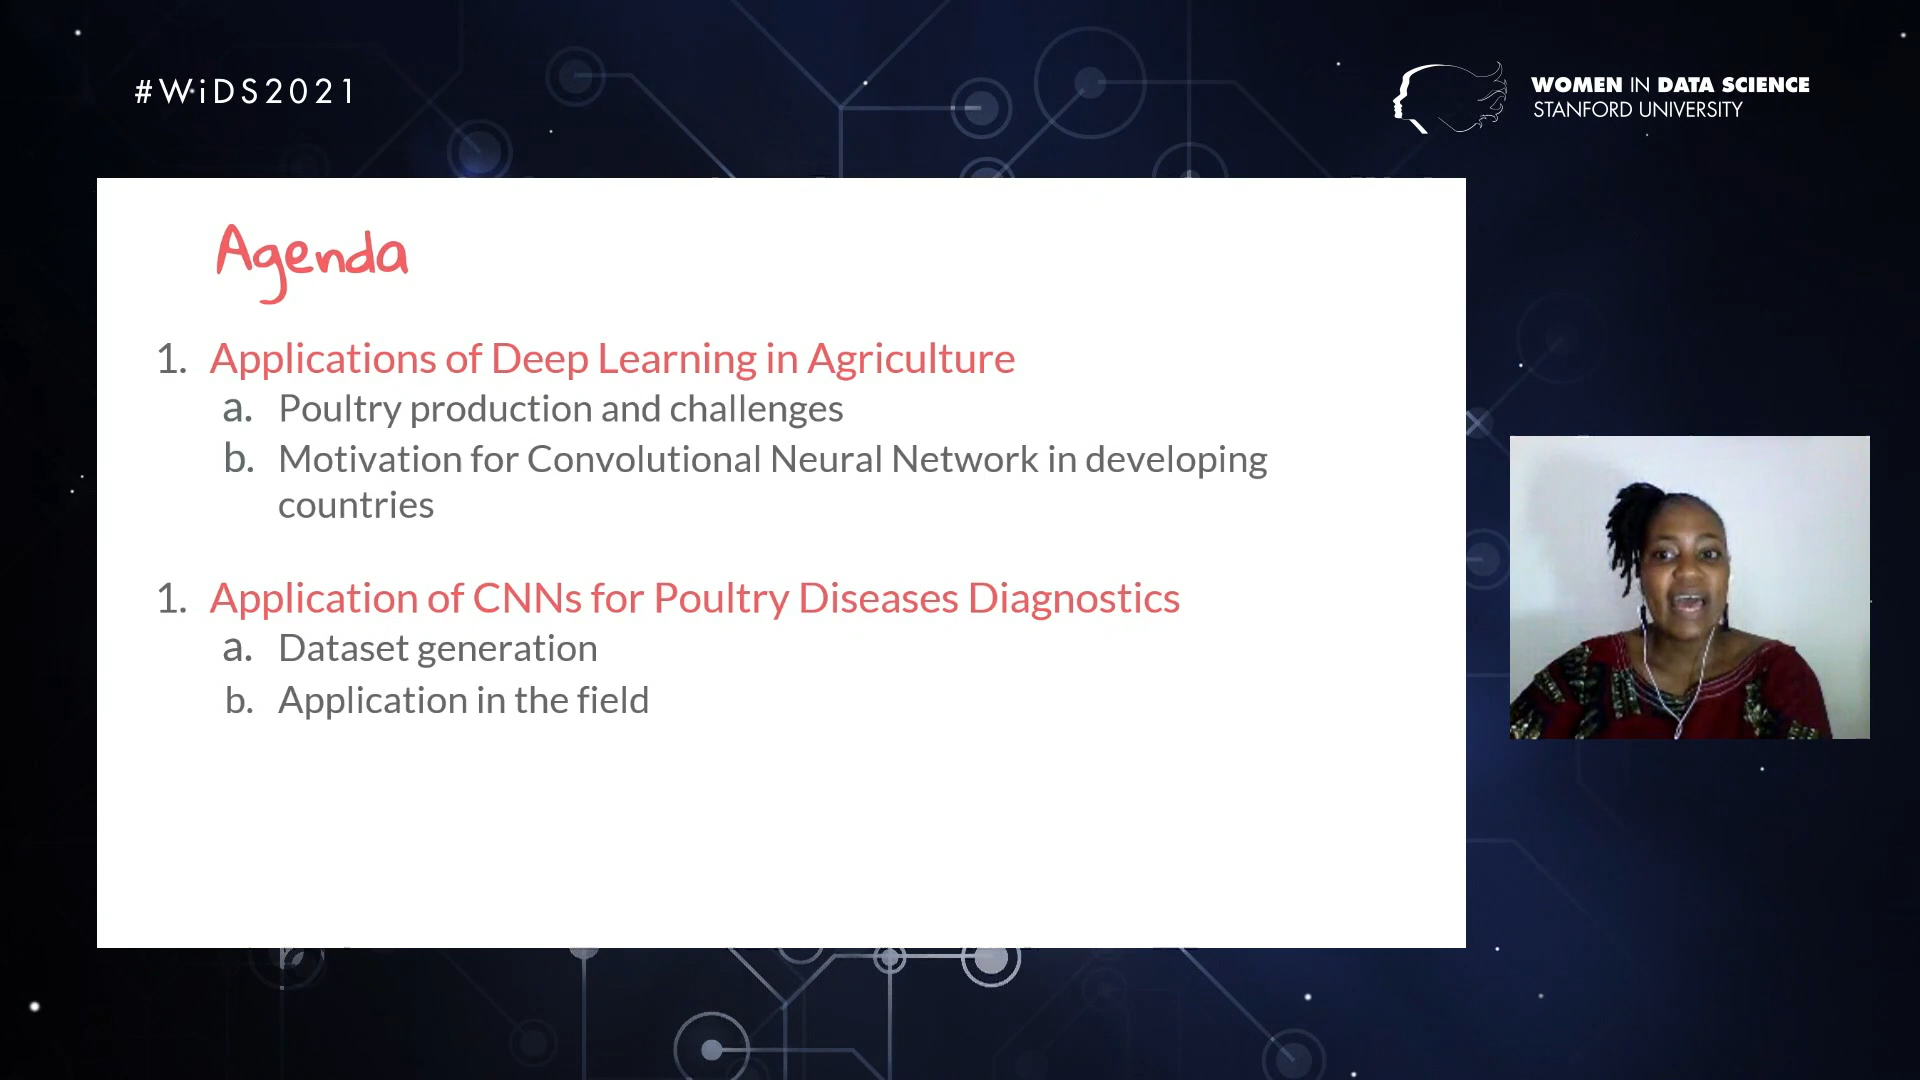 #WiDS2021
WOMEN IN DATA SCIENCE
STANFORD UNIVERSITY
Agenda
1. Applications of Deep Learning in Agriculture
a. Poultry production and challenges
b. Motivation for Convolutional Neural Network in developing
countries
1. Application of CNNs for Poultry Diseases Diagnostics
a. Dataset generation
b. Application in the field